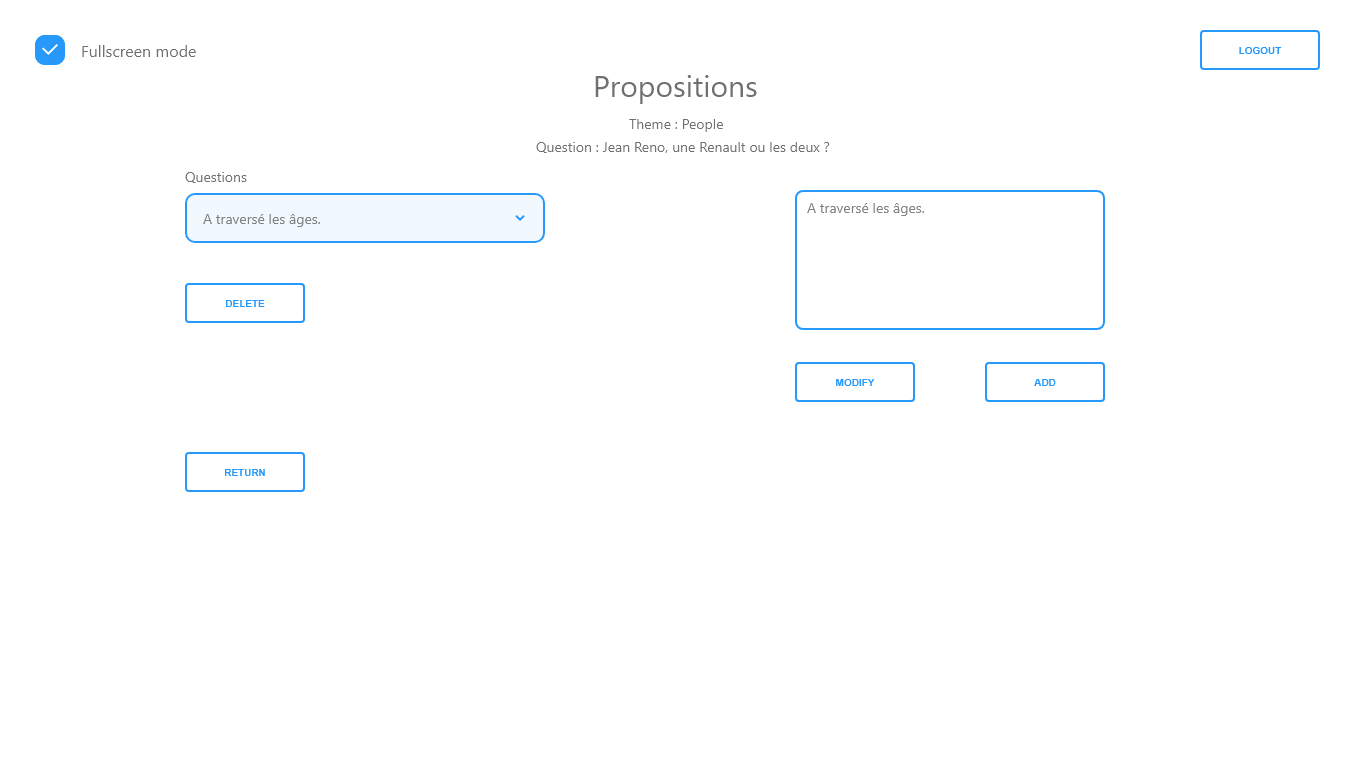 Fullscreen mode
LOGOUT
Propositions
Theme : People
Question : Jean Reno, une Renault ou les deux ?
Questions
A traversé les âges.
A traversé les âges.
DELETE
MODIFY
ADD
RETURN